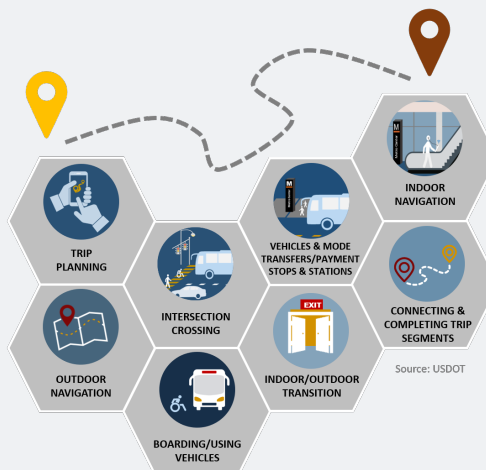 TRIP
PLANNING
OUTDOOR
NAVIGATION
INTERSECTION
CROSSING
BOARDING/USING
VEHICLES
M
VEHICLES & MODE
TRANSFERS/PAYMENT
STOPS & STATIONS
EXIT
INDOOR/OUTDOOR
TRANSITION
M
INDOOR
NAVIGATION
CONNECTING &
COMPLETING TRIP
SEGMENTS
Source: USDOT